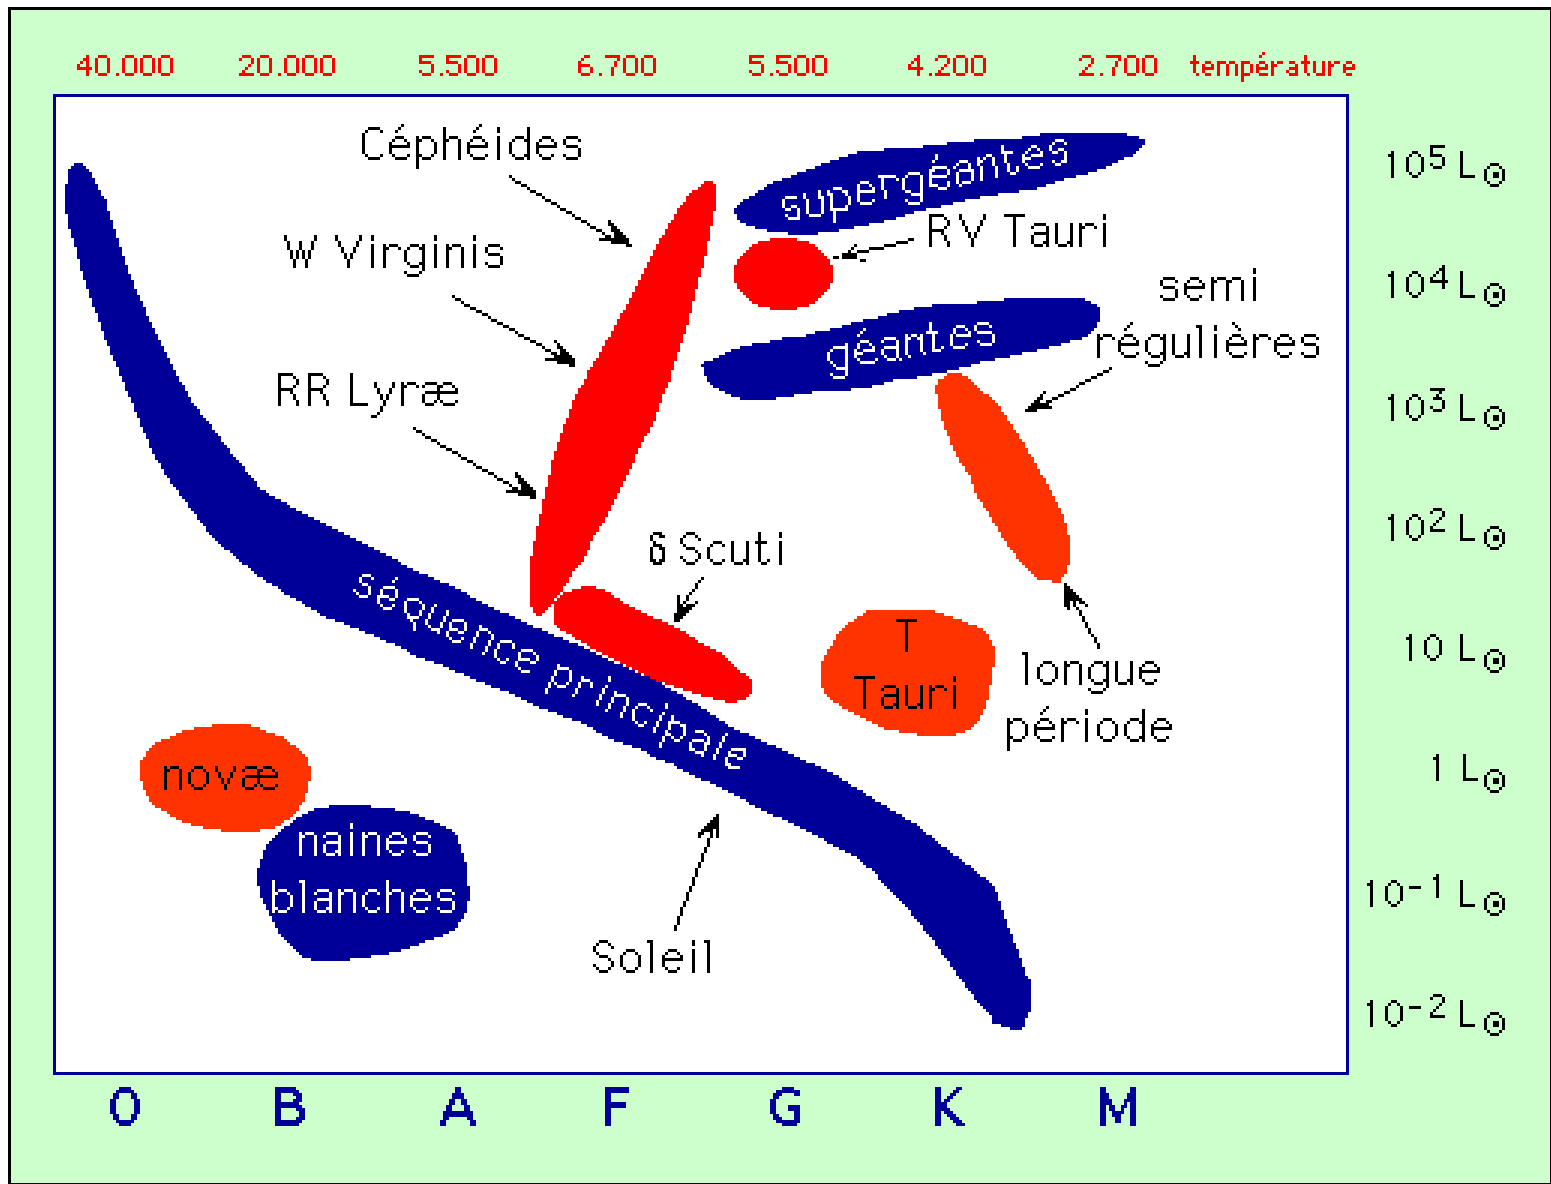 40.000 20.000 5.500 6.700 5.500 4.200 2.700 température
Céphéides
supergéantes
10⁵ L☉
W Virginis
RV Tauri
semi
régulières
10⁴ L☉
géantes
RR Lyræ
10³ L☉
δ Scuti
10² L☉
séquence principale
T
Tauri
longue
période
10 L☉
novæ
1 L☉
naines
blanches
10⁻¹ L☉
Soleil
10⁻² L☉
O B A F G K M